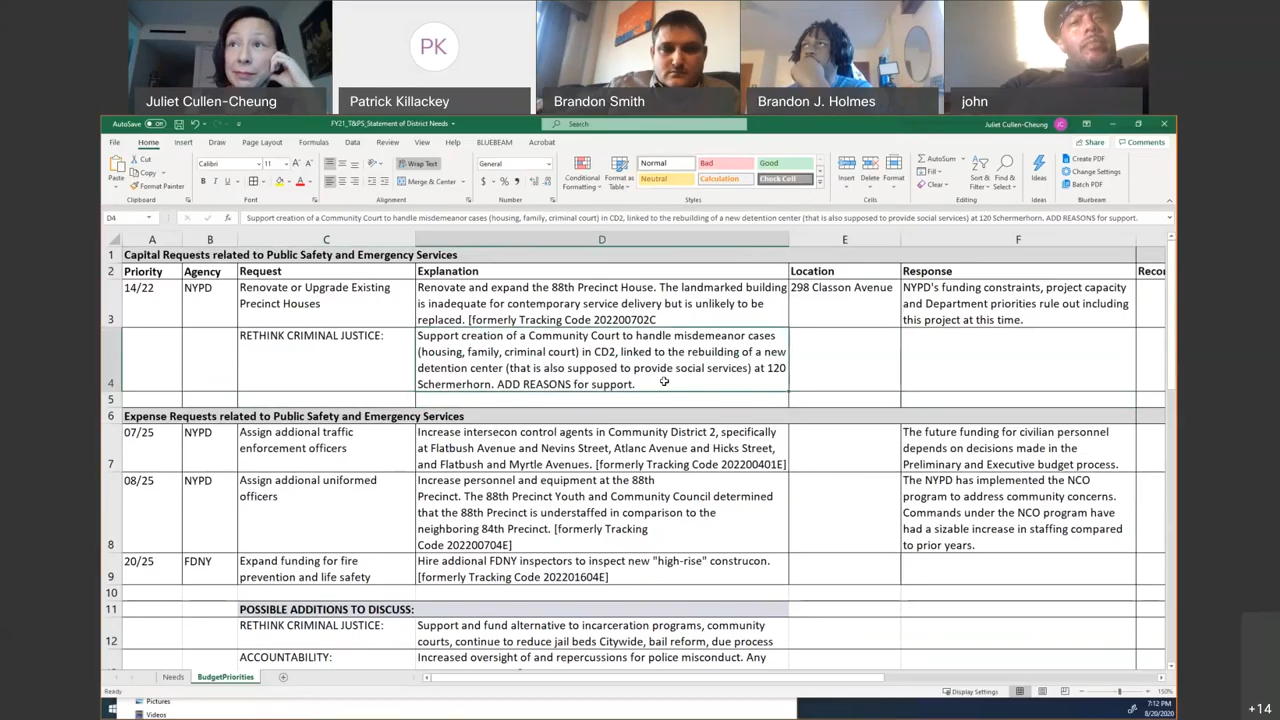 PK
Juliet Cullen-Cheung
Patrick Killackey
Brandon Smith
Brandon J. Holmes
john
AutoSave Off
FY21_T&PS_Statement of District Needs
Search
Juliet Cullen-Cheung
JC
File Home Insert Draw Page Layout Formulas Data Review View Help BLUEBEAM Acrobat
Share Comments
Paste
Cut
Copy
Format Painter
Clipboard
Calibri 11
B I U
Font
Wrap Text
Merge & Center
Alignment
General
$ % ,
Number
Conditional Formatting
Format as Table
Normal Bad Good
Neutral Calculation Check Cell
Styles
Insert Delete Format
Cells
AutoSum
Fill
Clear
Sort & Filter
Find & Select
Editing
Ideas
Ideas
Create PDF
Change Settings
Batch PDF
Bluebeam
D4
Support creation of a Community Court to handle misdemeanor cases (housing, family, criminal court) in CD2, linked to the rebuilding of a new detention center (that is also supposed to provide social services) at 120 Schermerhorn. ADD REASONS for support.
A B C D E F
1 Capital Requests related to Public Safety and Emergency Services
2 Priority Agency Request Explanation Location Response Recor
14/22 NYPD Renovate or Upgrade Existing Renovate and expand the 88th Precinct House. The landmarked building 298 Classon Avenue NYPD's funding constraints, project capacity
Precinct Houses is inadequate for contemporary service delivery but is unlikely to be and Department priorities rule out including
3 replaced. [formerly Tracking Code 202200702C this project at this time.
RETHINK CRIMINAL JUSTICE: Support creation of a Community Court to handle misdemeanor cases
(housing, family, criminal court) in CD2, linked to the rebuilding of a new
detention center (that is also supposed to provide social services) at 120
4 Schermerhorn. ADD REASONS for support.
5
6 Expense Requests related to Public Safety and Emergency Services
07/25 NYPD Assign addional traffic Increase intersecon control agents in Community District 2, specifically The future funding for civilian personnel
enforcement officers at Flatbush Avenue and Nevins Street, Atlanc Avenue and Hicks Street, depends on decisions made in the
7 and Flatbush and Myrtle Avenues. [formerly Tracking Code 202200401E] Preliminary and Executive budget process.
08/25 NYPD Assign addional uniformed Increase personnel and equipment at the 88th The NYPD has implemented the NCO
officers Precinct. The 88th Precinct Youth and Community Council determined program to address community concerns.
that the 88th Precinct is understaffed in comparison to the Commands under the NCO program have
neighboring 84th Precinct. [formerly Tracking had a sizable increase in staffing compared
8 Code 202200704E] to prior years.
20/25 FDNY Expand funding for fire Hire addional FDNY inspectors to inspect new "high-rise" construcon.
9 prevention and life safety [formerly Tracking Code 202201604E]
10
11 POSSIBLE ADDITIONS TO DISCUSS:
RETHINK CRIMINAL JUSTICE: Support and fund alternative to incarceration programs, community
12 courts, continue to reduce jail beds Citywide, bail reform, due process
ACCOUNTABILITY: Increased oversight of and repercussions for police misconduct. Any
Needs BudgetPriorities
Ready
Display Settings
150%
Pictures
Videos
7:12 PM
8/20/2020
+14